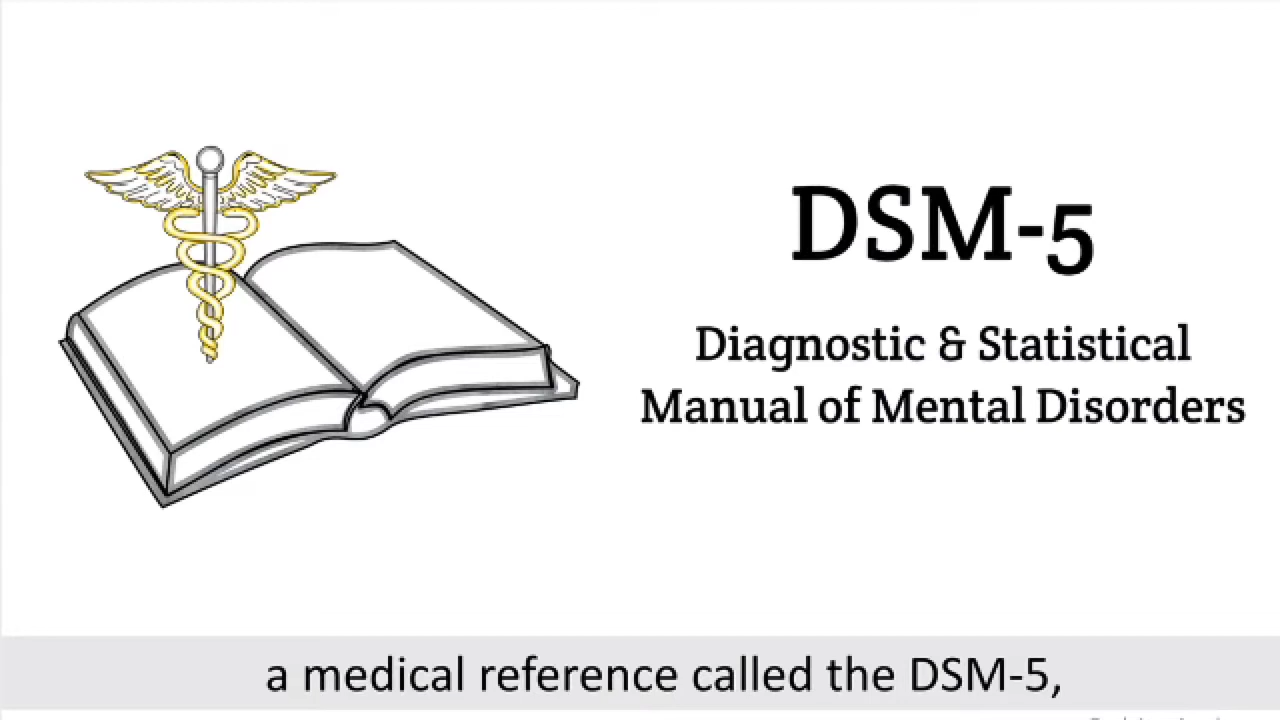 DSM-5
Diagnostic & Statistical
Manual of Mental Disorders
a medical reference called the DSM-5,